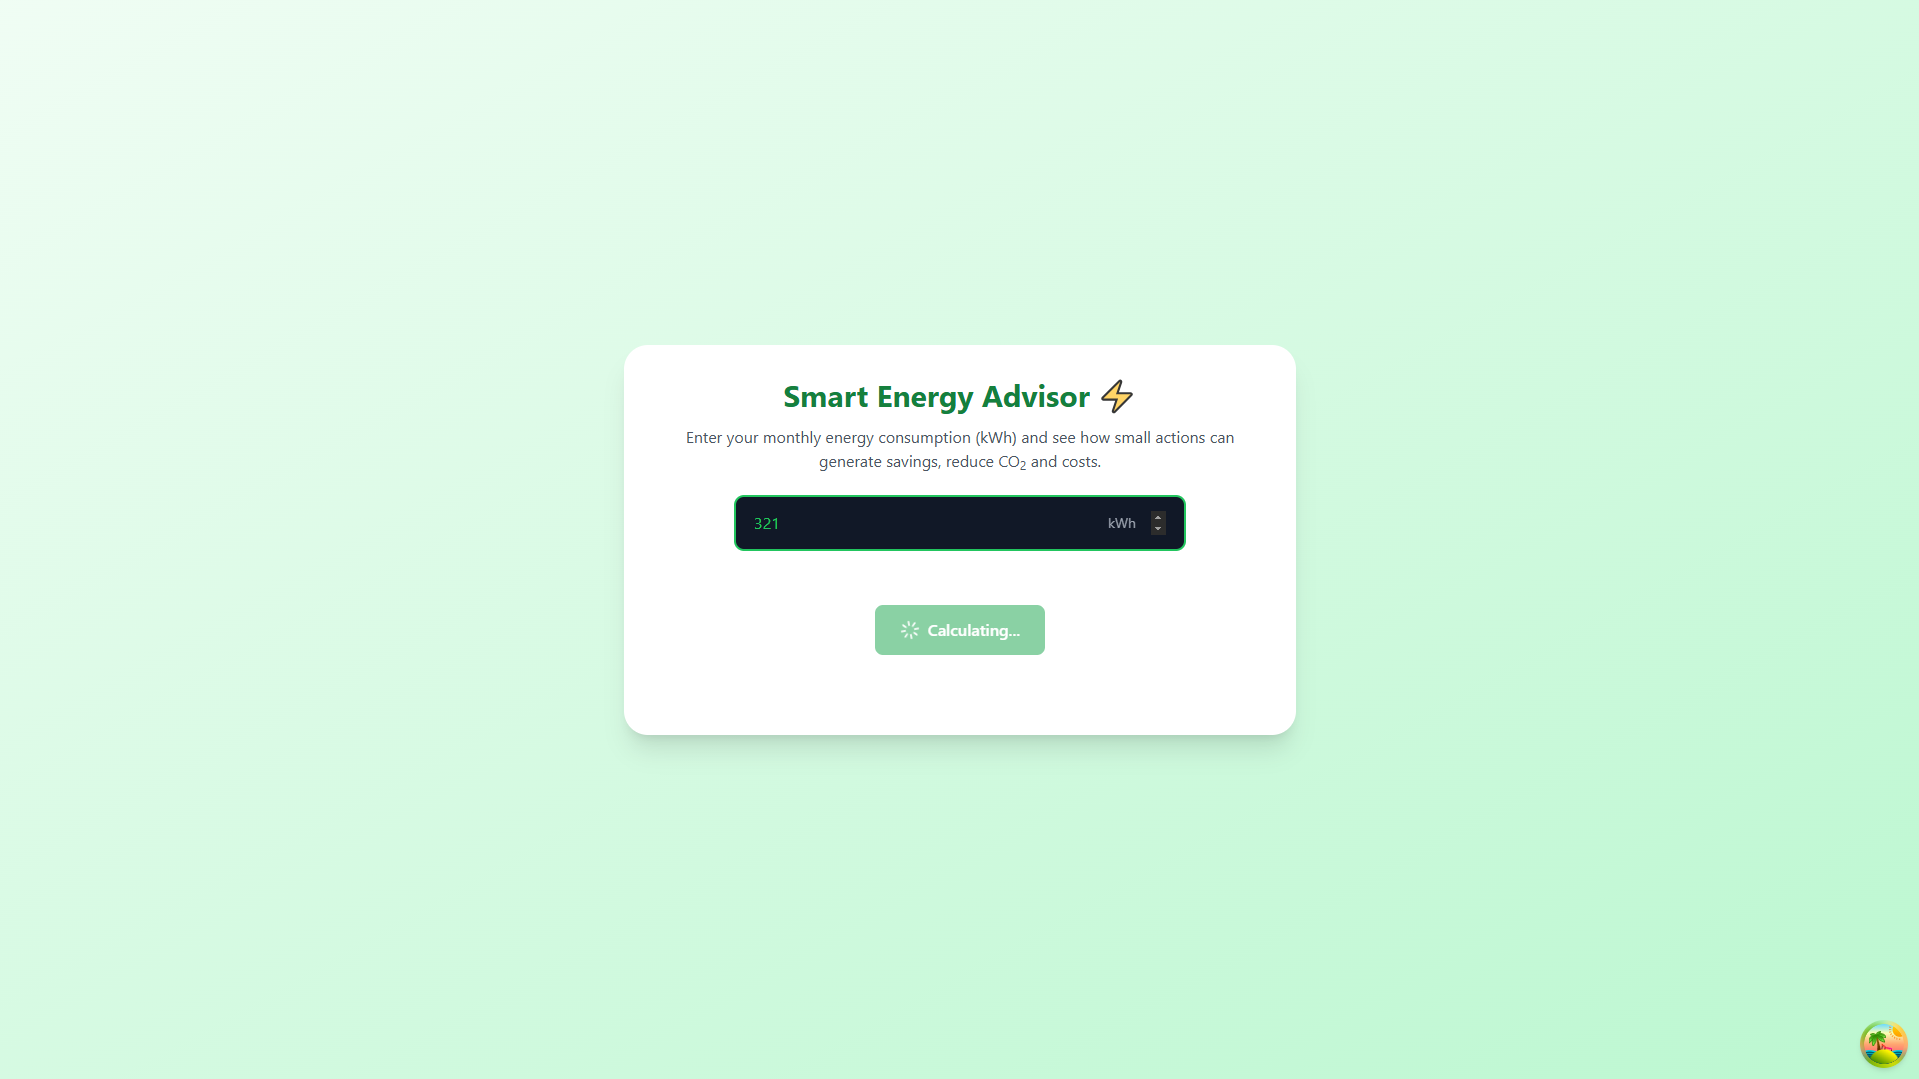 Smart Energy Advisor ⚡
Enter your monthly energy consumption (kWh) and see how small actions can
generate savings, reduce CO₂ and costs.
321 kWh
Calculating...